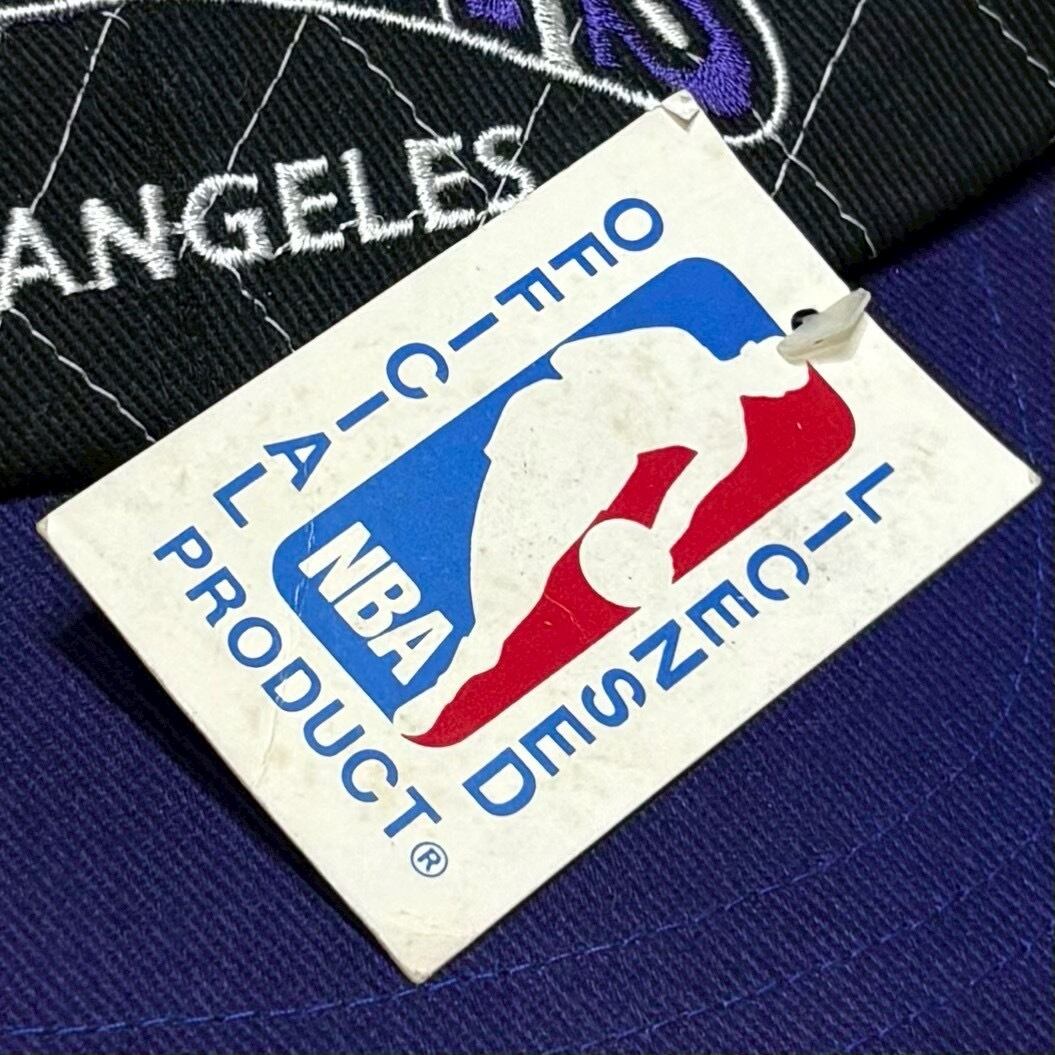 ANGELES
OFFICIAL
LICENSED
NBA
PRODUCT®